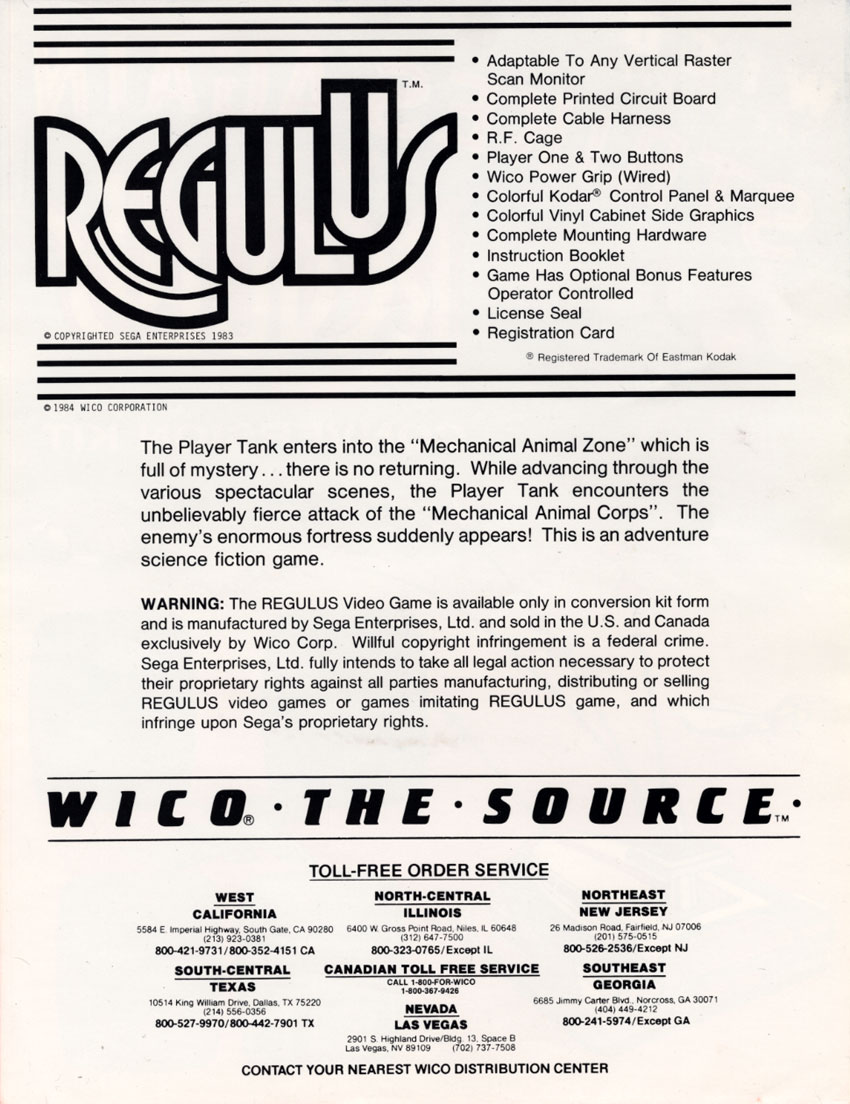 REGULUS T.M.
© COPYRIGHTED SEGA ENTERPRISES 1983
• Adaptable To Any Vertical Raster
Scan Monitor
• Complete Printed Circuit Board
• Complete Cable Harness
• R.F. Cage
• Player One & Two Buttons
• Wico Power Grip (Wired)
• Colorful Kodar® Control Panel & Marquee
• Colorful Vinyl Cabinet Side Graphics
• Complete Mounting Hardware
• Instruction Booklet
• Game Has Optional Bonus Features
Operator Controlled
• License Seal
• Registration Card
® Registered Trademark Of Eastman Kodak
© 1984 WICO CORPORATION
The Player Tank enters into the “Mechanical Animal Zone” which is
full of mystery...there is no returning. While advancing through the
various spectacular scenes, the Player Tank encounters the
unbelievably fierce attack of the “Mechanical Animal Corps”. The
enemy’s enormous fortress suddenly appears! This is an adventure
science fiction game.
WARNING: The REGULUS Video Game is available only in conversion kit form
and is manufactured by Sega Enterprises, Ltd. and sold in the U.S. and Canada
exclusively by Wico Corp. Willful copyright infringement is a federal crime.
Sega Enterprises, Ltd. fully intends to take all legal action necessary to protect
their proprietary rights against all parties manufacturing, distributing or selling
REGULUS video games or games imitating REGULUS game, and which
infringe upon Sega’s proprietary rights.
WICO® · THE · SOURCE™ ·
TOLL-FREE ORDER SERVICE
WEST
CALIFORNIA
5584 E. Imperial Highway, South Gate, CA 90280
(213) 923-0381
800-421-9731/800-352-4151 CA
NORTH-CENTRAL
ILLINOIS
6400 W. Gross Point Road, Niles, IL 60648
(312) 647-7500
800-323-0765/Except IL
NORTHEAST
NEW JERSEY
26 Madison Road, Fairfield, NJ 07006
(201) 575-0515
800-526-2536/Except NJ
SOUTH-CENTRAL
TEXAS
10514 King William Drive, Dallas, TX 75220
(214) 556-0356
800-527-9970/800-442-7901 TX
CANADIAN TOLL FREE SERVICE
CALL 1-800-FOR-WICO
1-800-367-9426
NEVADA
LAS VEGAS
2901 S. Highland Drive/Bldg. 13, Space B
Las Vegas, NV 89109 (702) 737-7508
SOUTHEAST
GEORGIA
6685 Jimmy Carter Blvd., Norcross, GA 30071
(404) 449-4212
800-241-5974/Except GA
CONTACT YOUR NEAREST WICO DISTRIBUTION CENTER